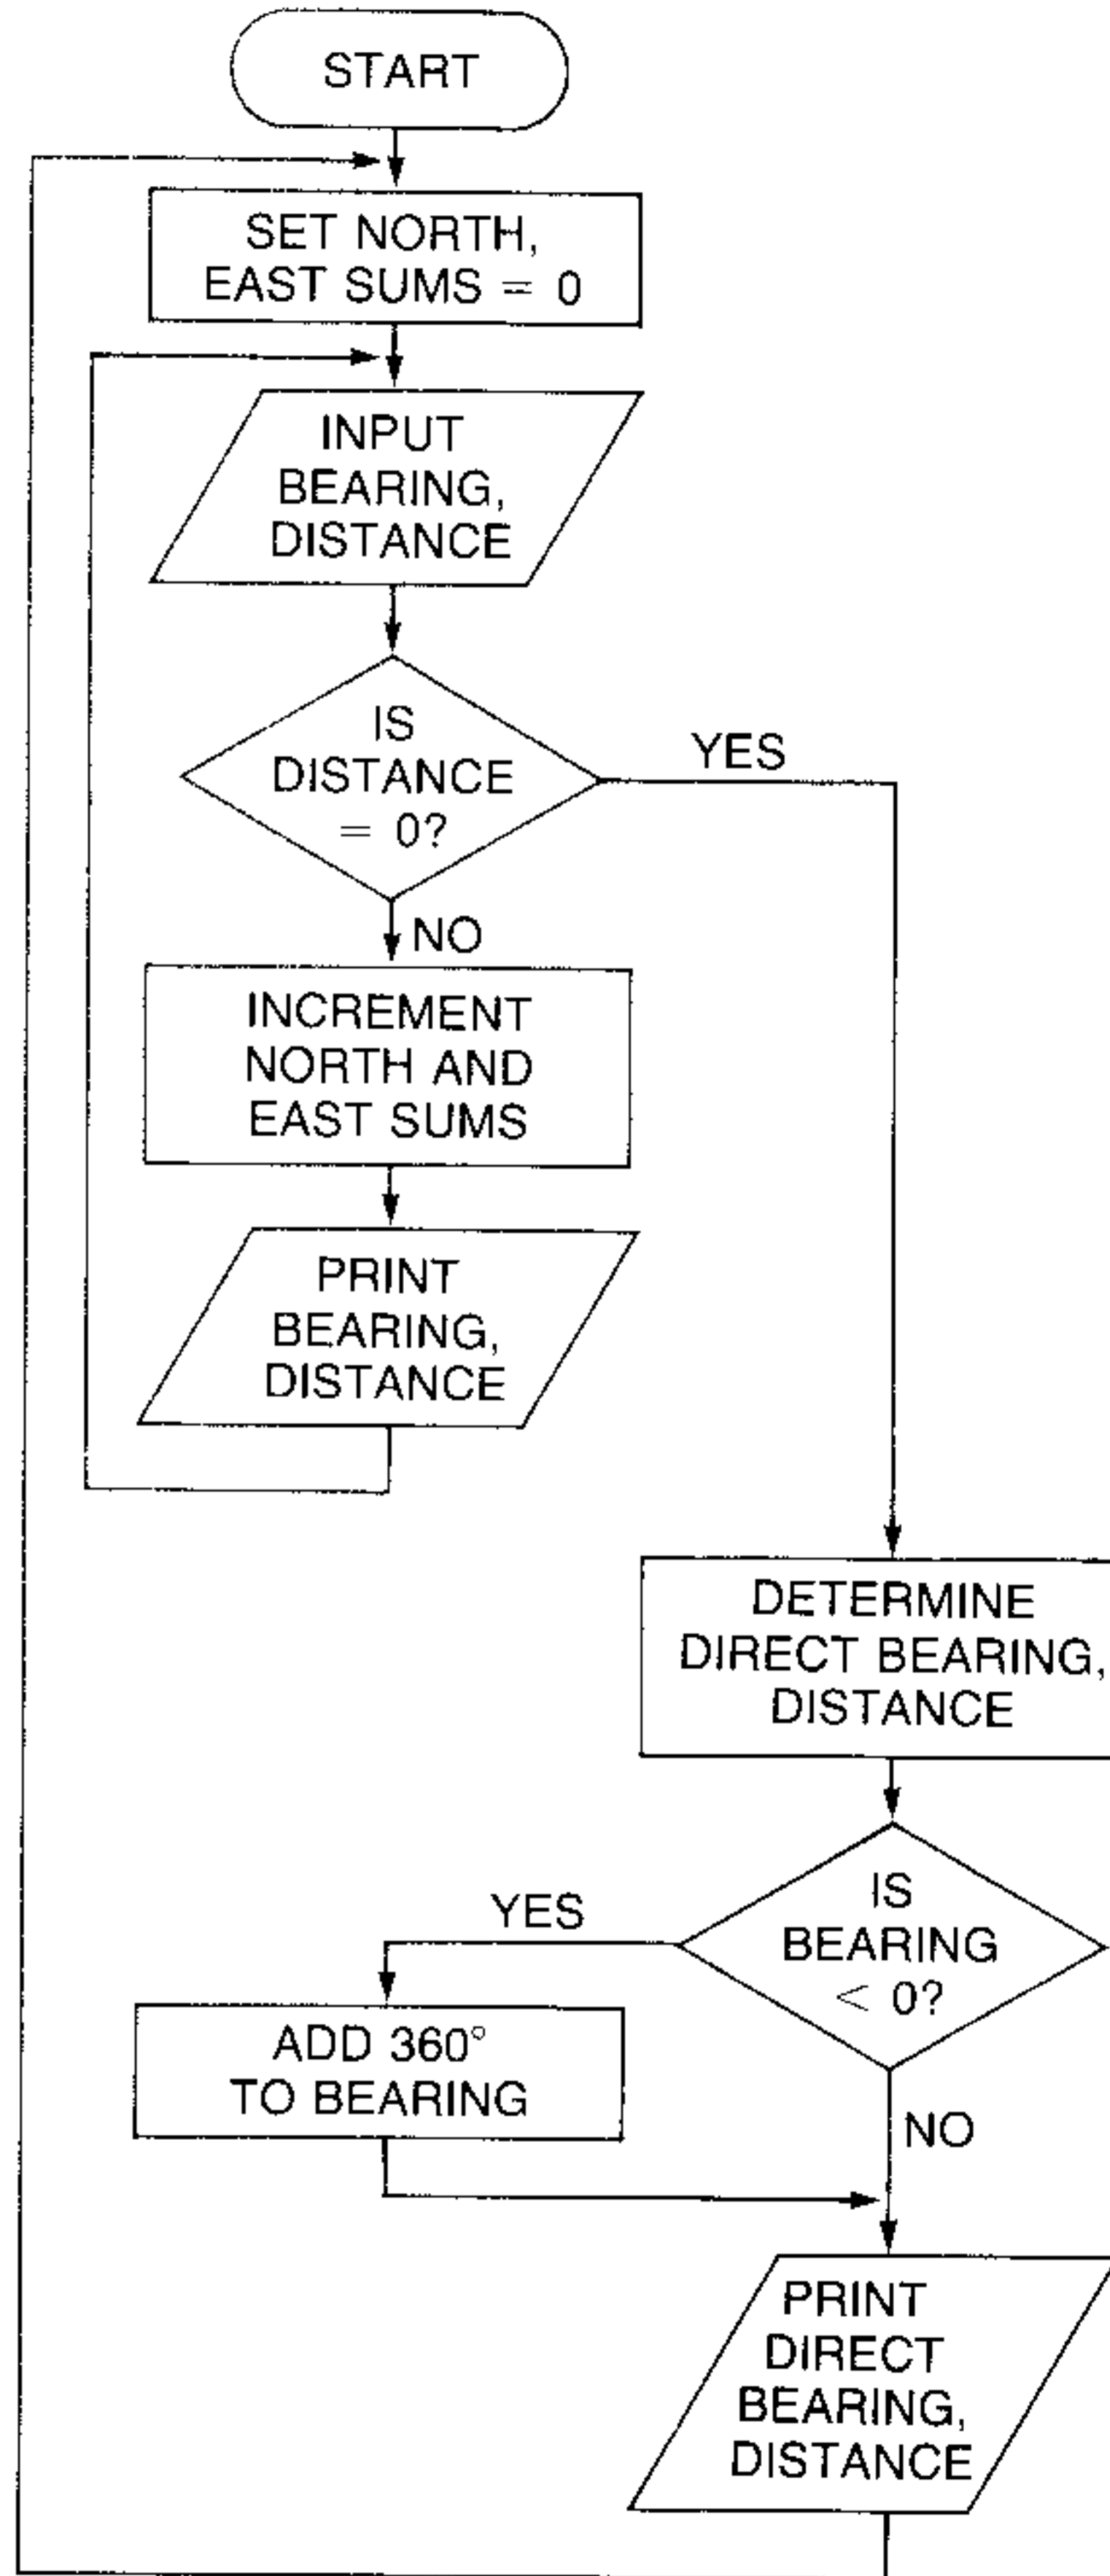 START
SET NORTH,
EAST SUMS = 0
INPUT
BEARING,
DISTANCE
IS
DISTANCE
= 0?
YES
NO
INCREMENT
NORTH AND
EAST SUMS
PRINT
BEARING,
DISTANCE
DETERMINE
DIRECT BEARING,
DISTANCE
IS
BEARING
< 0?
YES
ADD 360°
TO BEARING
NO
PRINT
DIRECT
BEARING,
DISTANCE